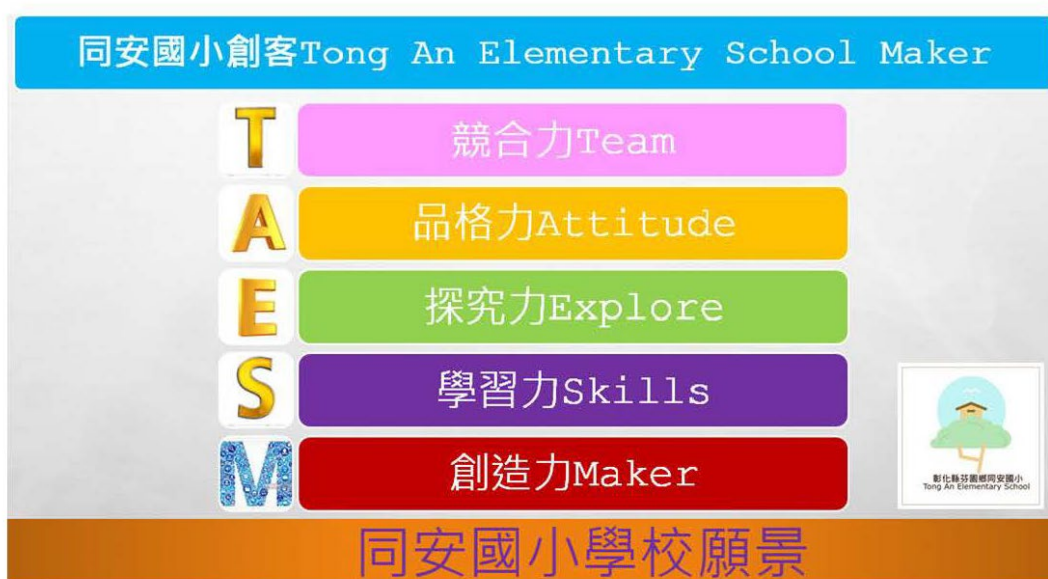 同安國小創客Tong An Elementary School Maker
T 競合力Team
A 品格力Attitude
E 探究力Explore
S 學習力Skills
M 創造力Maker
彰化縣芬園鄉同安國小
Tong An Elementary School
同安國小學校願景